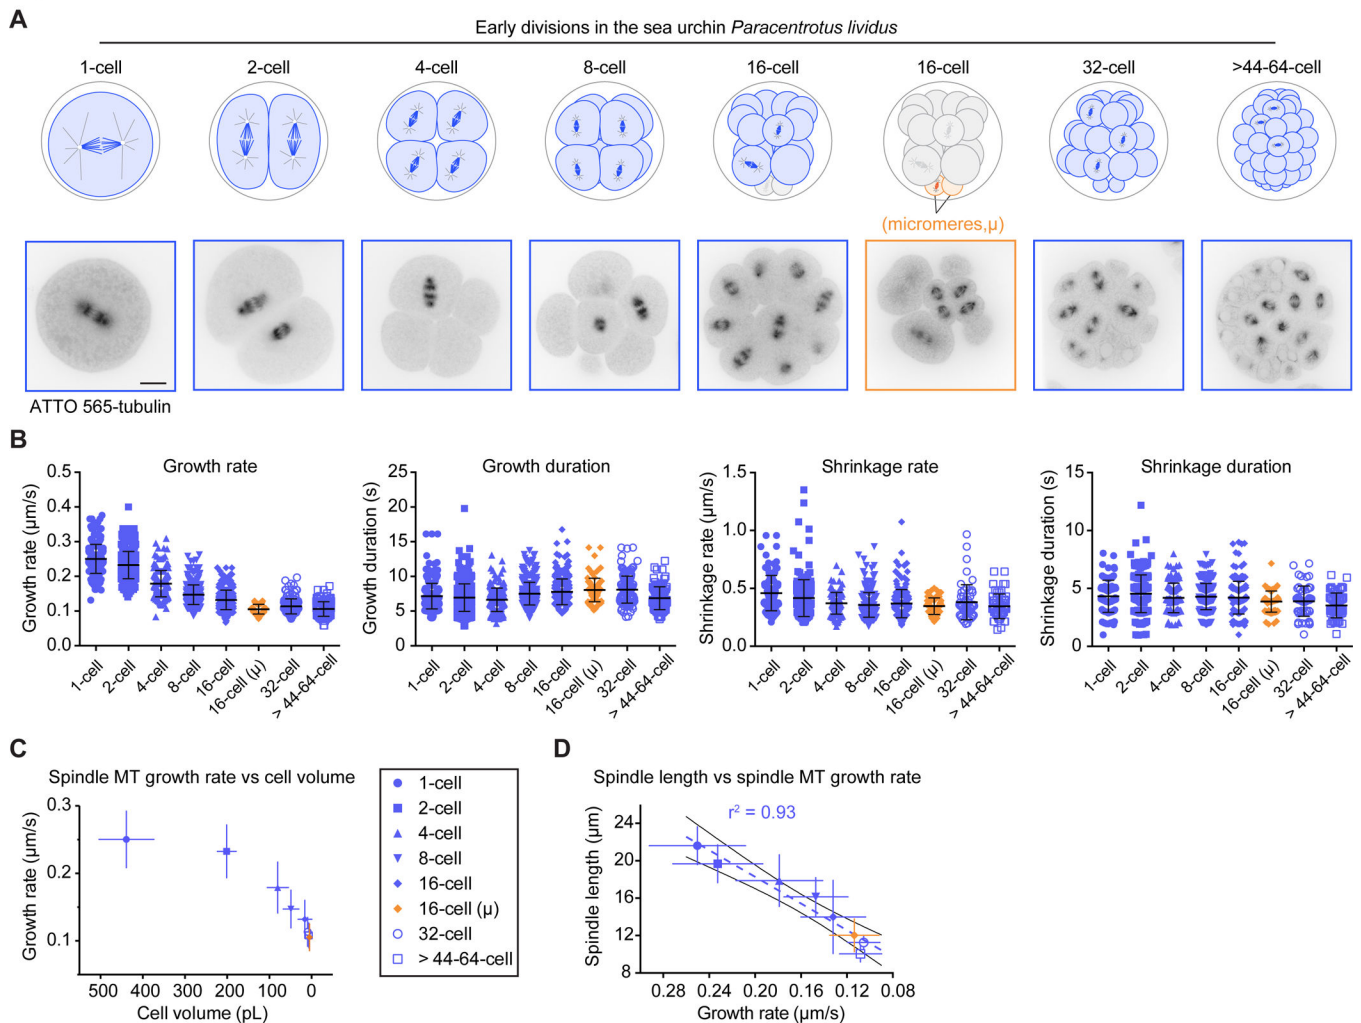 A
Early divisions in the sea urchin Paracentrotus lividus
1-cell 2-cell 4-cell 8-cell 16-cell 16-cell 32-cell >44-64-cell
(micromeres,μ)
ATTO 565-tubulin
B
Growth rate
Growth rate (μm/s)
0.5
0.4
0.3
0.2
0.1
0.0
1-cell 2-cell 4-cell 8-cell 16-cell 16-cell (μ) 32-cell > 44-64-cell
Growth duration
Growth duration (s)
25
20
15
10
5
0
1-cell 2-cell 4-cell 8-cell 16-cell 16-cell (μ) 32-cell > 44-64-cell
Shrinkage rate
Shrinkage rate (μm/s)
1.5
1.0
0.5
0.0
1-cell 2-cell 4-cell 8-cell 16-cell 16-cell (μ) 32-cell > 44-64-cell
Shrinkage duration
Shrinkage duration (s)
15
10
5
0
1-cell 2-cell 4-cell 8-cell 16-cell 16-cell (μ) 32-cell > 44-64-cell
C
Spindle MT growth rate vs cell volume
Growth rate (μm/s)
0.3
0.2
0.1
500 400 300 200 100 0
Cell volume (pL)
1-cell
2-cell
4-cell
8-cell
16-cell
16-cell (μ)
32-cell
> 44-64-cell
D
Spindle length vs spindle MT growth rate
r² = 0.93
Spindle length (μm)
24
20
16
12
8
0.28 0.24 0.20 0.16 0.12 0.08
Growth rate (μm/s)